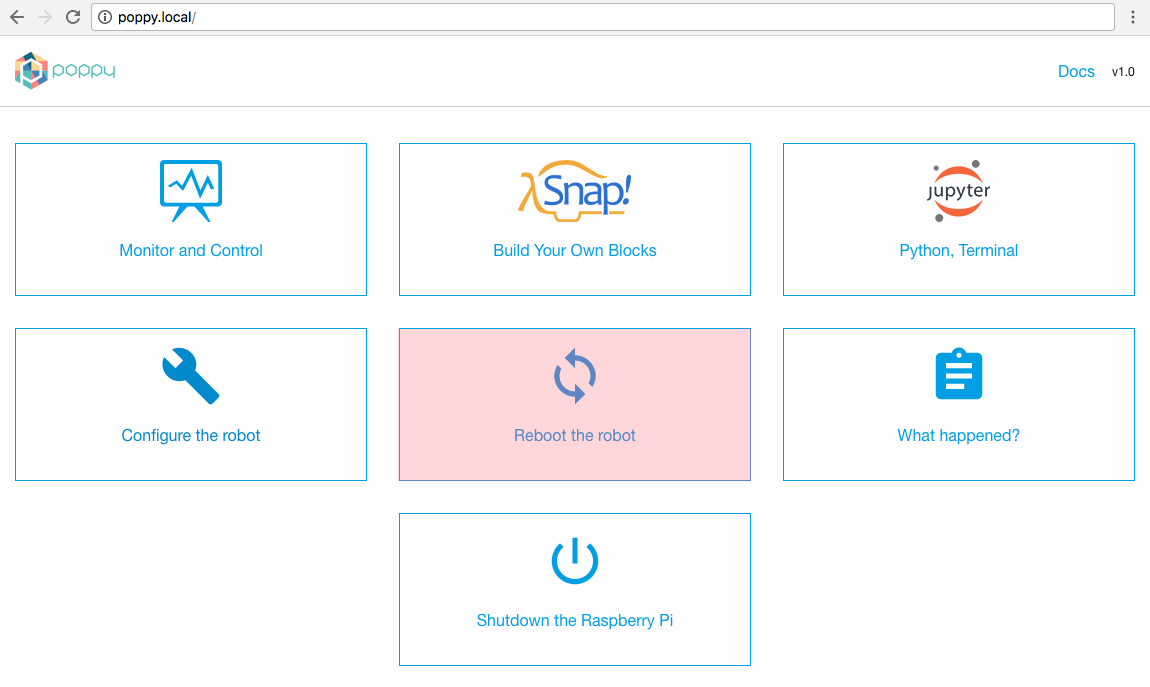 poppy.local/
poppy
Docs
v1.0
λSnap!
jupyter
Monitor and Control
Build Your Own Blocks
Python, Terminal
Configure the robot
Reboot the robot
What happened?
Shutdown the Raspberry Pi